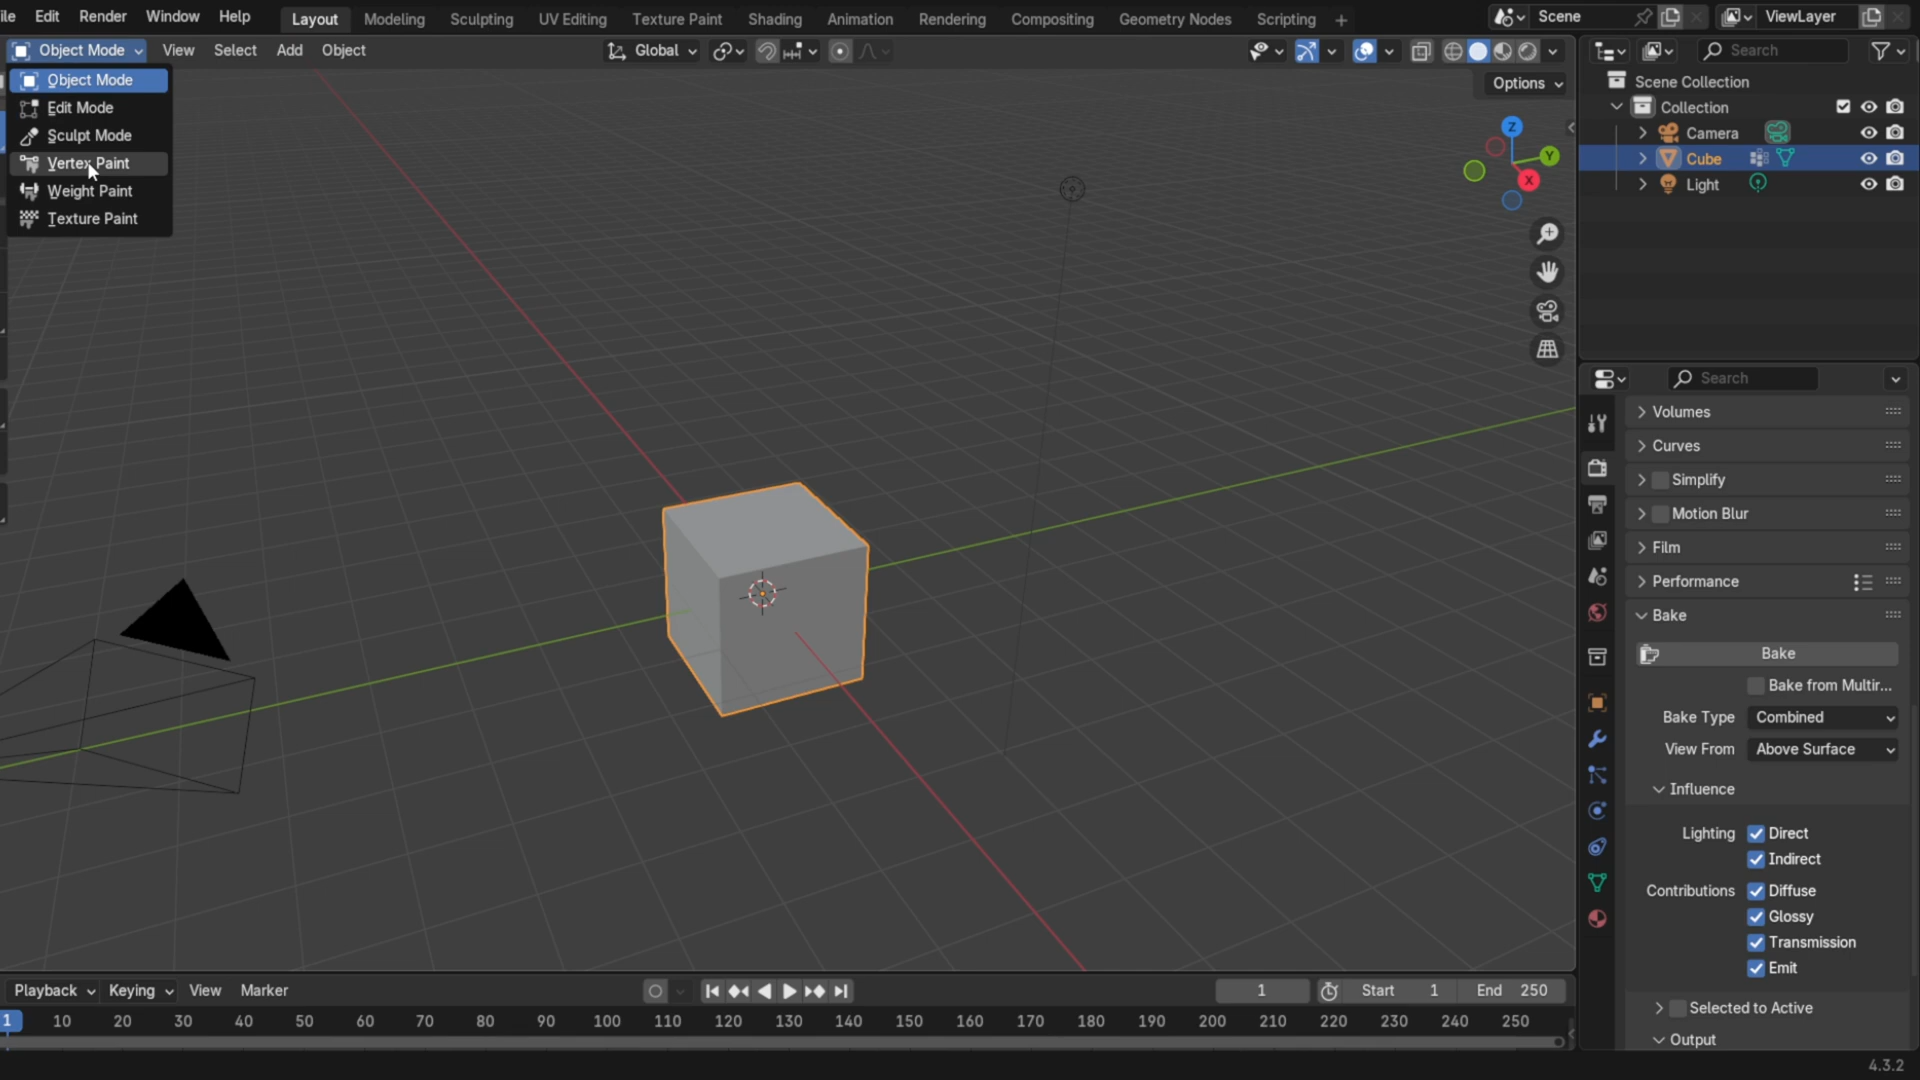 ile Edit Render Window Help Layout Modeling Sculpting UV Editing Texture Paint Shading Animation Rendering Compositing Geometry Nodes Scripting + Scene ViewLayer
Object Mode View Select Add Object Global Search
Options
Object Mode
Edit Mode
Sculpt Mode
Vertex Paint
Weight Paint
Texture Paint
Z
Y
X
Scene Collection
Collection
Camera
Cube
Light
Search
Volumes
Curves
Simplify
Motion Blur
Film
Performance
Bake
Bake
Bake from Multir...
Bake Type Combined
View From Above Surface
Influence
Lighting Direct
Indirect
Contributions Diffuse
Glossy
Transmission
Emit
Selected to Active
Output
Playback Keying View Marker 1 Start 1 End 250
1 10 20 30 40 50 60 70 80 90 100 110 120 130 140 150 160 170 180 190 200 210 220 230 240 250
4.3.2